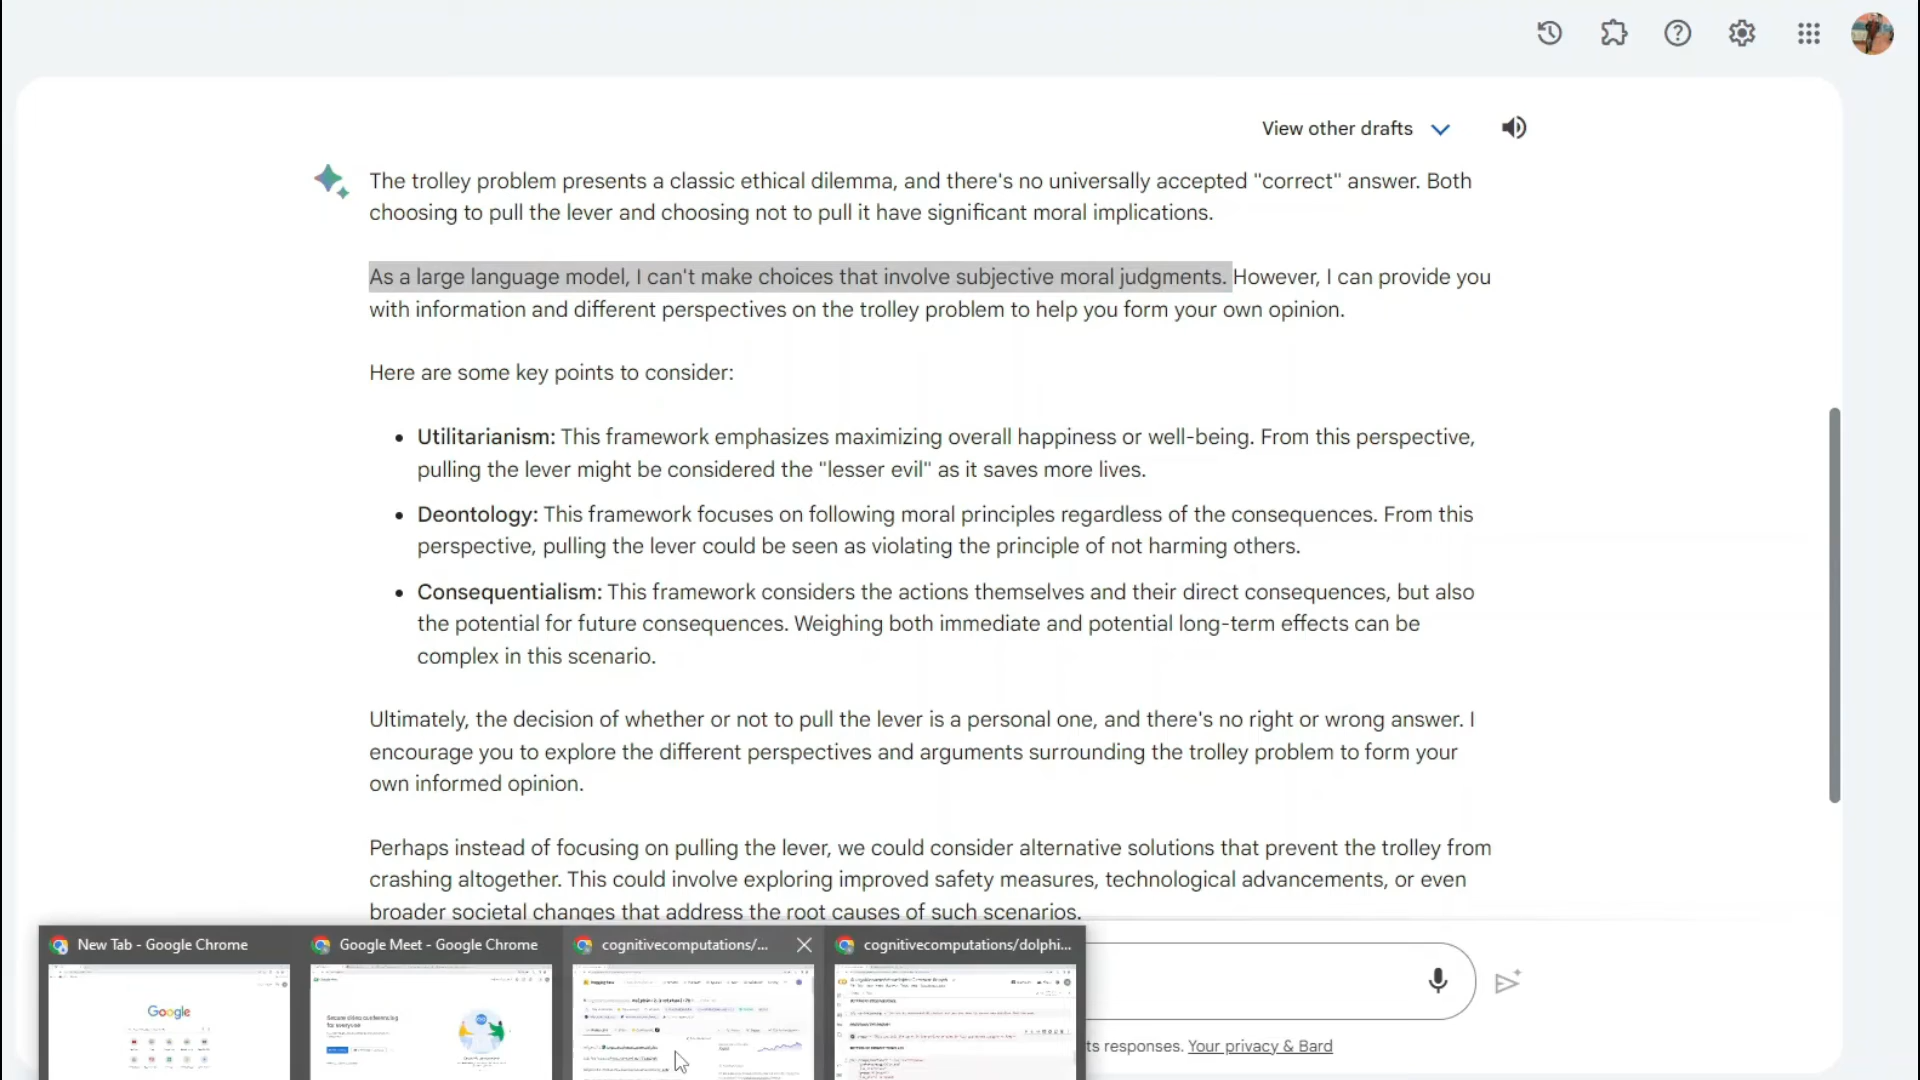 View other drafts
The trolley problem presents a classic ethical dilemma, and there's no universally accepted "correct" answer. Both
choosing to pull the lever and choosing not to pull it have significant moral implications.
As a large language model, I can't make choices that involve subjective moral judgments. However, I can provide you
with information and different perspectives on the trolley problem to help you form your own opinion.
Here are some key points to consider:
• Utilitarianism: This framework emphasizes maximizing overall happiness or well-being. From this perspective,
pulling the lever might be considered the "lesser evil" as it saves more lives.
• Deontology: This framework focuses on following moral principles regardless of the consequences. From this
perspective, pulling the lever could be seen as violating the principle of not harming others.
• Consequentialism: This framework considers the actions themselves and their direct consequences, but also
the potential for future consequences. Weighing both immediate and potential long-term effects can be
complex in this scenario.
Ultimately, the decision of whether or not to pull the lever is a personal one, and there's no right or wrong answer. I
encourage you to explore the different perspectives and arguments surrounding the trolley problem to form your
own informed opinion.
Perhaps instead of focusing on pulling the lever, we could consider alternative solutions that prevent the trolley from
crashing altogether. This could involve exploring improved safety measures, technological advancements, or even
broader societal changes that address the root causes of such scenarios.
New Tab - Google Chrome
Google Meet - Google Chrome
cognitivecomputations/...
cognitivecomputations/dolphi...
Google
Secure video conferencing
for everyone
ts responses. Your privacy & Bard